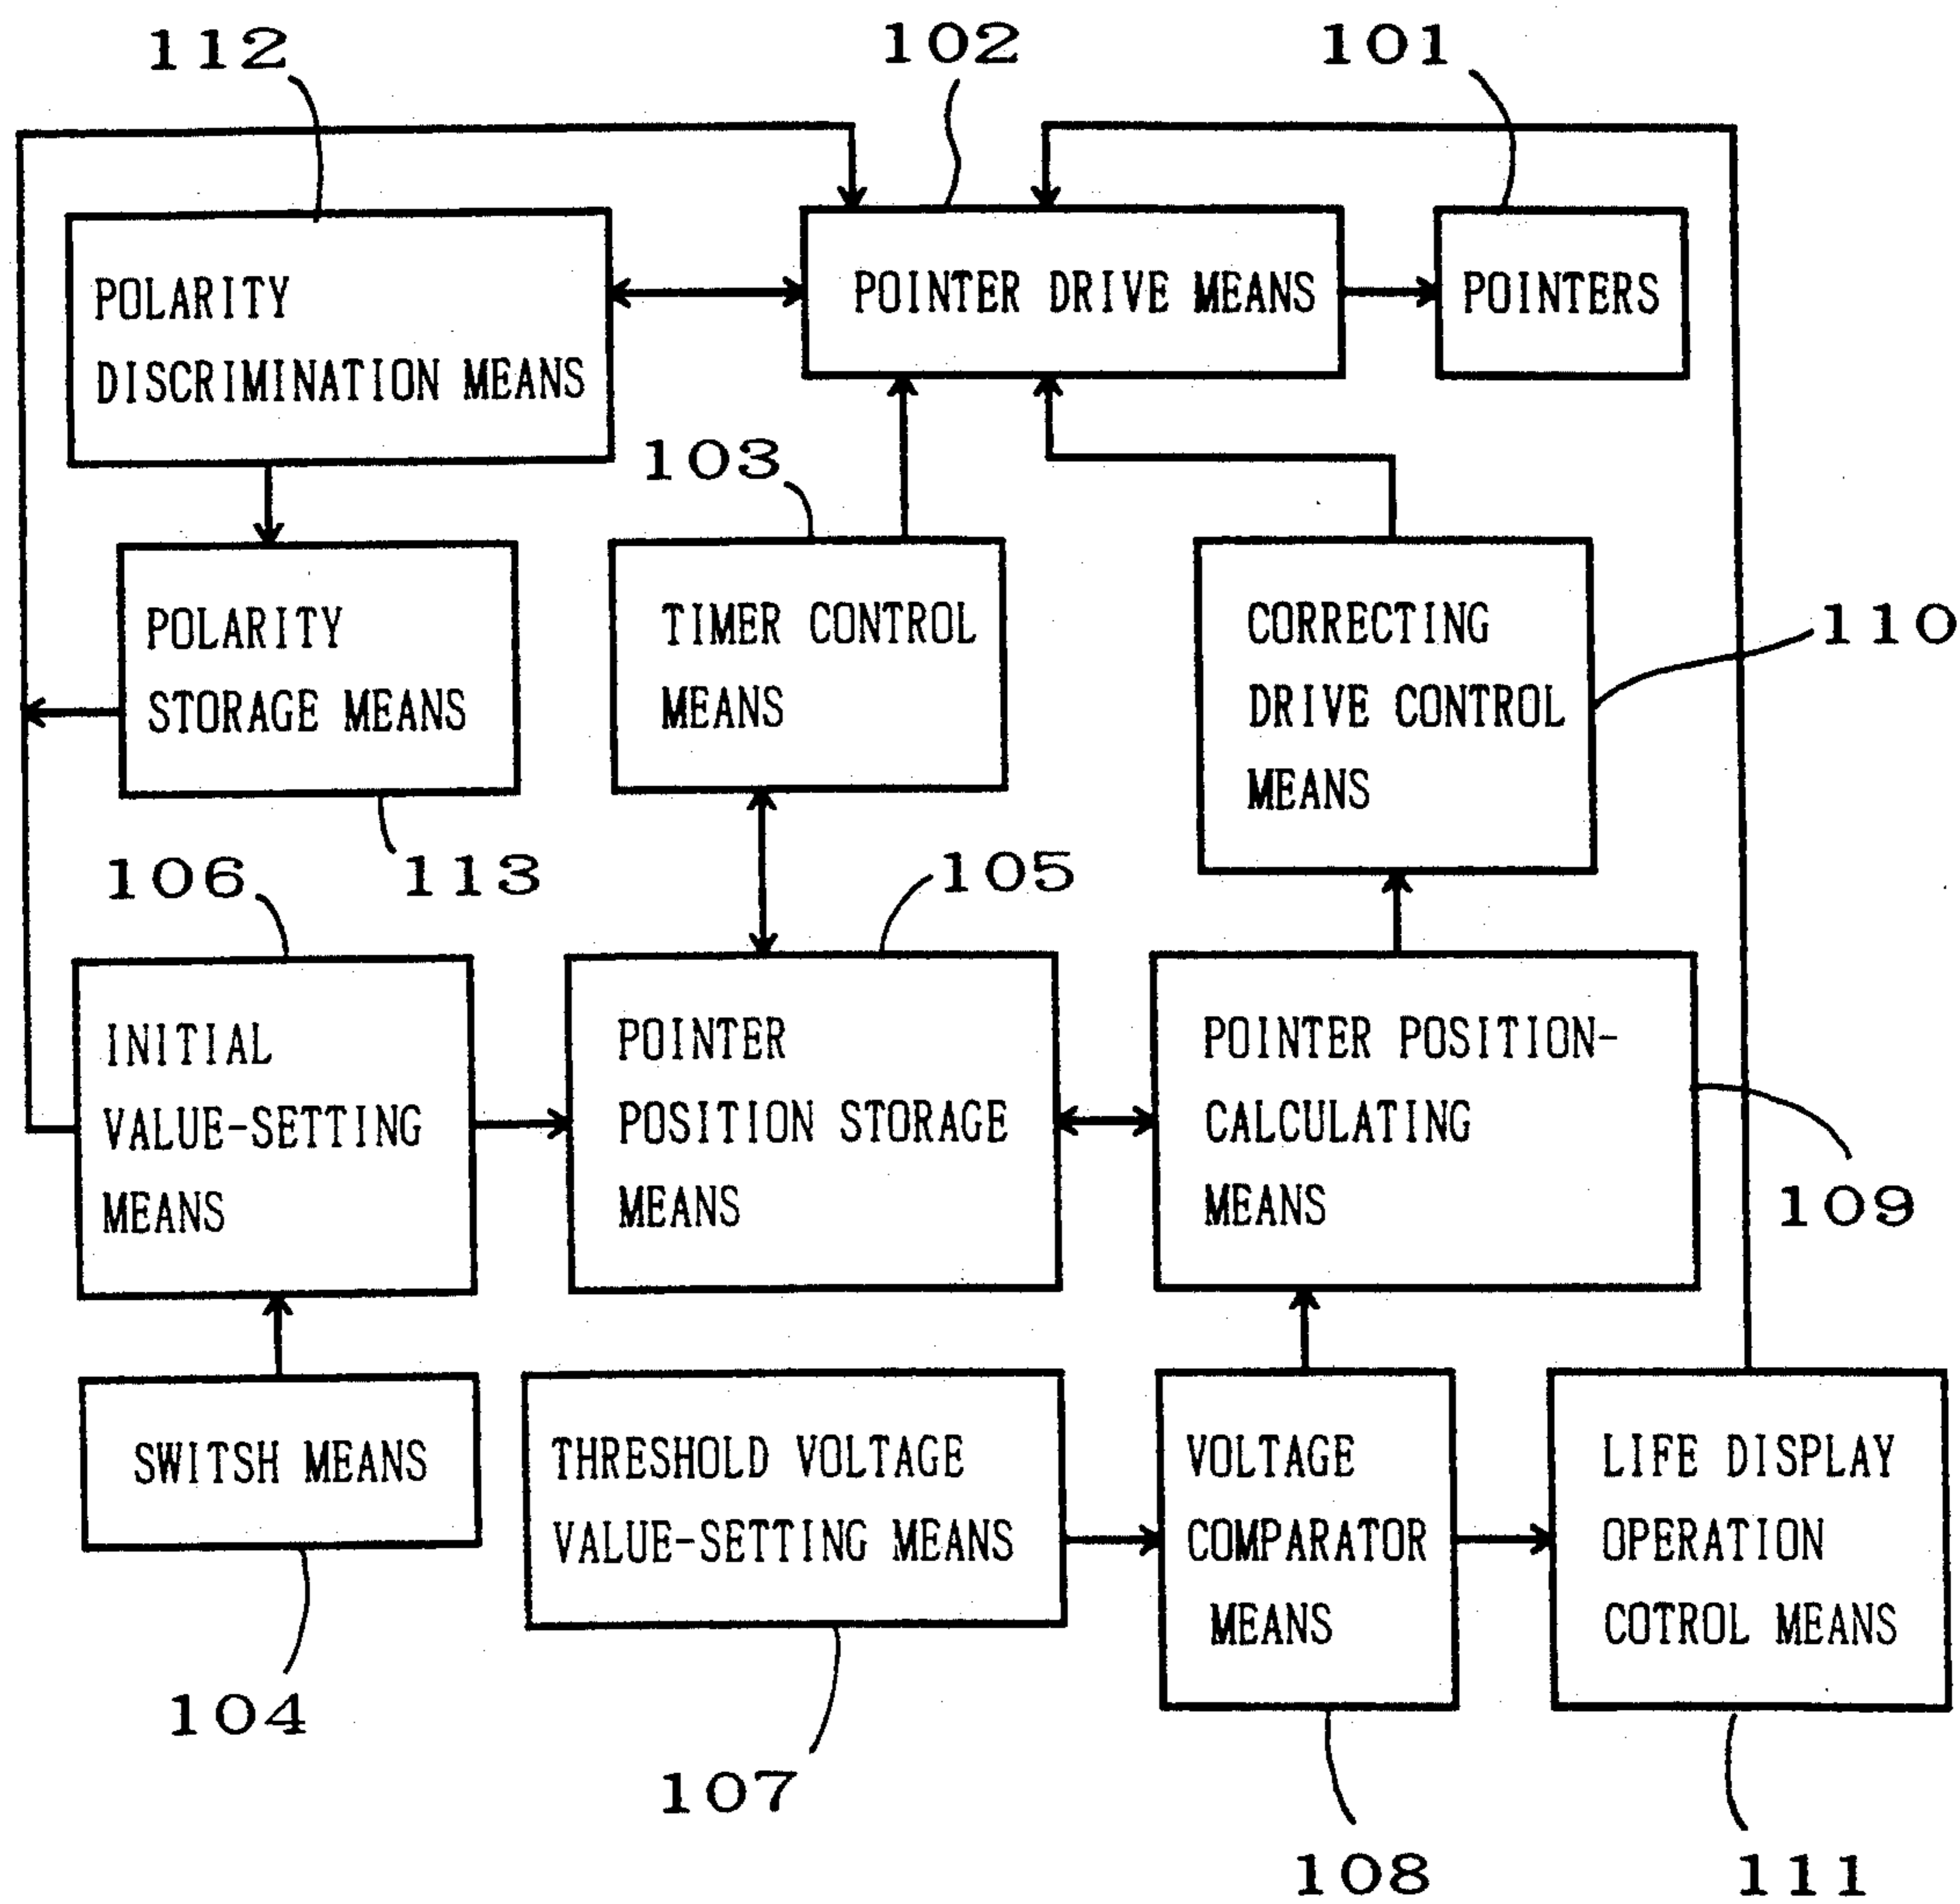 112
102
101
POLARITY
DISCRIMINATION MEANS
POINTER DRIVE MEANS
POINTERS
103
POLARITY
STORAGE MEANS
TIMER CONTROL
MEANS
CORRECTING
DRIVE CONTROL
MEANS
110
106
113
105
INITIAL
VALUE-SETTING
MEANS
POINTER
POSITION STORAGE
MEANS
POINTER POSITION-
CALCULATING
MEANS
109
SWITSH MEANS
THRESHOLD VOLTAGE
VALUE-SETTING MEANS
VOLTAGE
COMPARATOR
MEANS
LIFE DISPLAY
OPERATION
COTROL MEANS
104
107
108
111